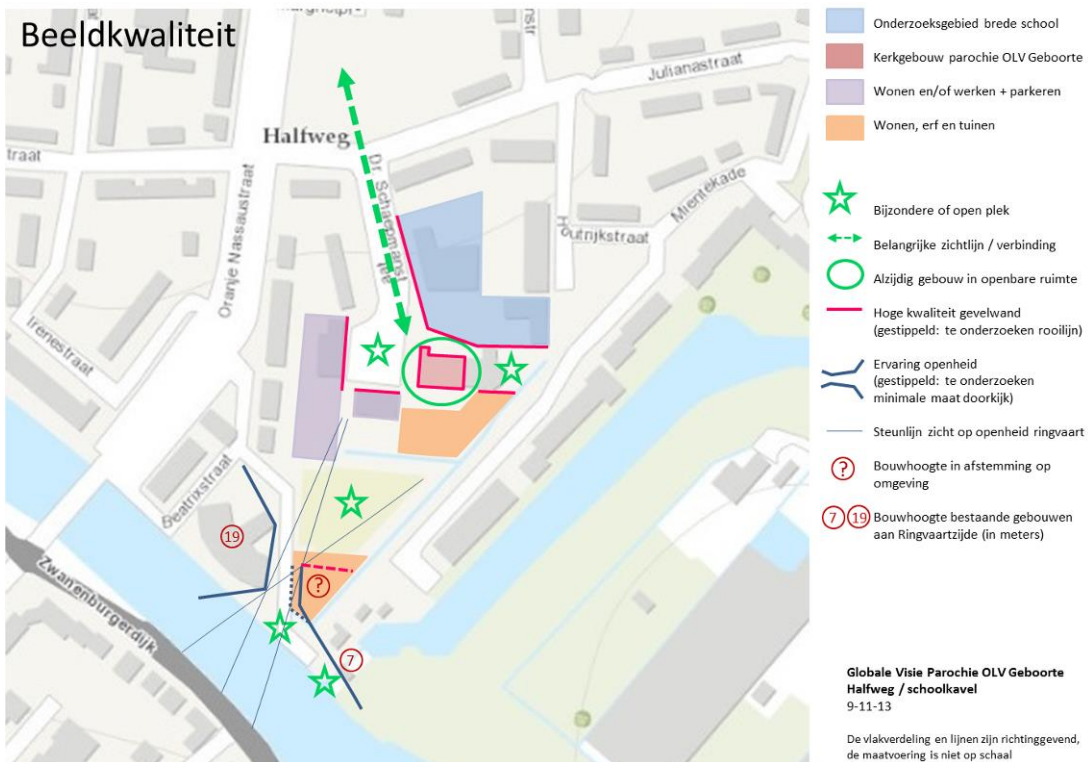 Beeldkwaliteit
Halfweg
Julianastraat
straat
Oranje Nassaustraat
Dr. Schaepmanst
Houtrijkstraat
Mientekade
Irenestraat
Beatrixstraat
19
?
7
Zwanenburgerdijk
Onderzoeksgebied brede school
Kerkgebouw parochie OLV Geboorte
Wonen en/of werken + parkeren
Wonen, erf en tuinen
Bijzondere of open plek
Belangrijke zichtlijn / verbinding
Alzijdig gebouw in openbare ruimte
Hoge kwaliteit gevelwand
(gestippeld: te onderzoeken rooilijn)
Ervaring openheid
(gestippeld: te onderzoeken
minimale maat doorkijk)
Steunlijn zicht op openheid ringvaart
? Bouwhoogte in afstemming op
omgeving
7 19 Bouwhoogte bestaande gebouwen
aan Ringvaartzijde (in meters)
Globale Visie Parochie OLV Geboorte
Halfweg / schoolkavel
9-11-13
De vlakverdeling en lijnen zijn richtinggevend,
de maatvoering is niet op schaal